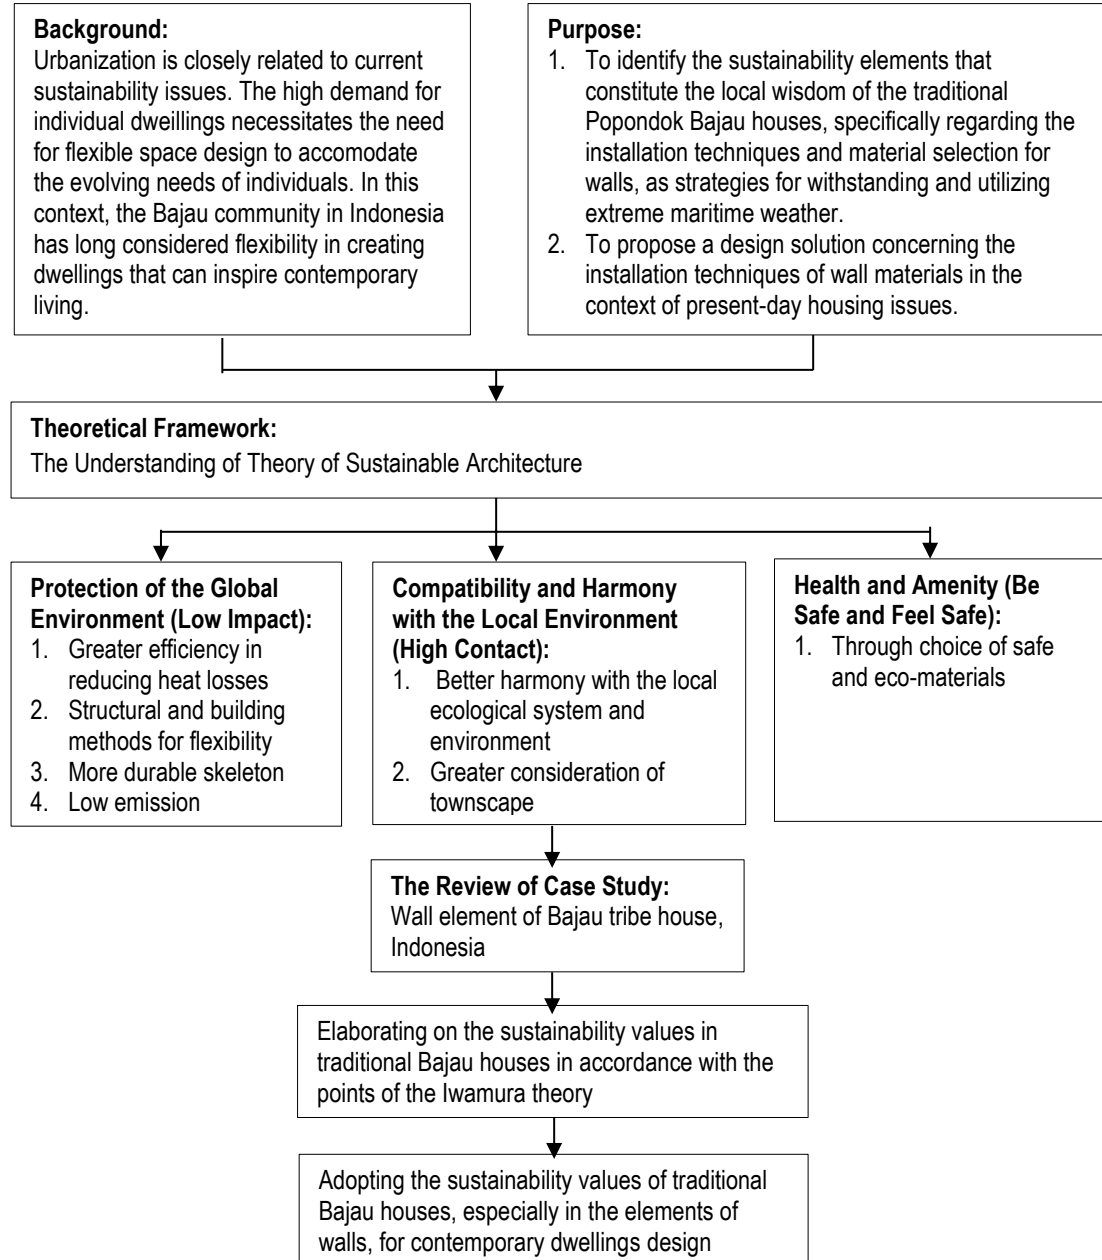 Background:
Urbanization is closely related to current
sustainability issues. The high demand for
individual dweillings necessitates the need
for flexible space design to accomodate
the evolving needs of individuals. In this
context, the Bajau community in Indonesia
has long considered flexibility in creating
dwellings that can inspire contemporary
living.
Purpose:
1. To identify the sustainability elements that
constitute the local wisdom of the traditional
Popondok Bajau houses, specifically regarding the
installation techniques and material selection for
walls, as strategies for withstanding and utilizing
extreme maritime weather.
2. To propose a design solution concerning the
installation techniques of wall materials in the
context of present-day housing issues.
Theoretical Framework:
The Understanding of Theory of Sustainable Architecture
Protection of the Global
Environment (Low Impact):
1. Greater efficiency in
reducing heat losses
2. Structural and building
methods for flexibility
3. More durable skeleton
4. Low emission
Compatibility and Harmony
with the Local Environment
(High Contact):
1. Better harmony with the local
ecological system and
environment
2. Greater consideration of
townscape
Health and Amenity (Be
Safe and Feel Safe):
1. Through choice of safe
and eco-materials
The Review of Case Study:
Wall element of Bajau tribe house,
Indonesia
Elaborating on the sustainability values in
traditional Bajau houses in accordance with the
points of the Iwamura theory
Adopting the sustainability values of traditional
Bajau houses, especially in the elements of
walls, for contemporary dwellings design